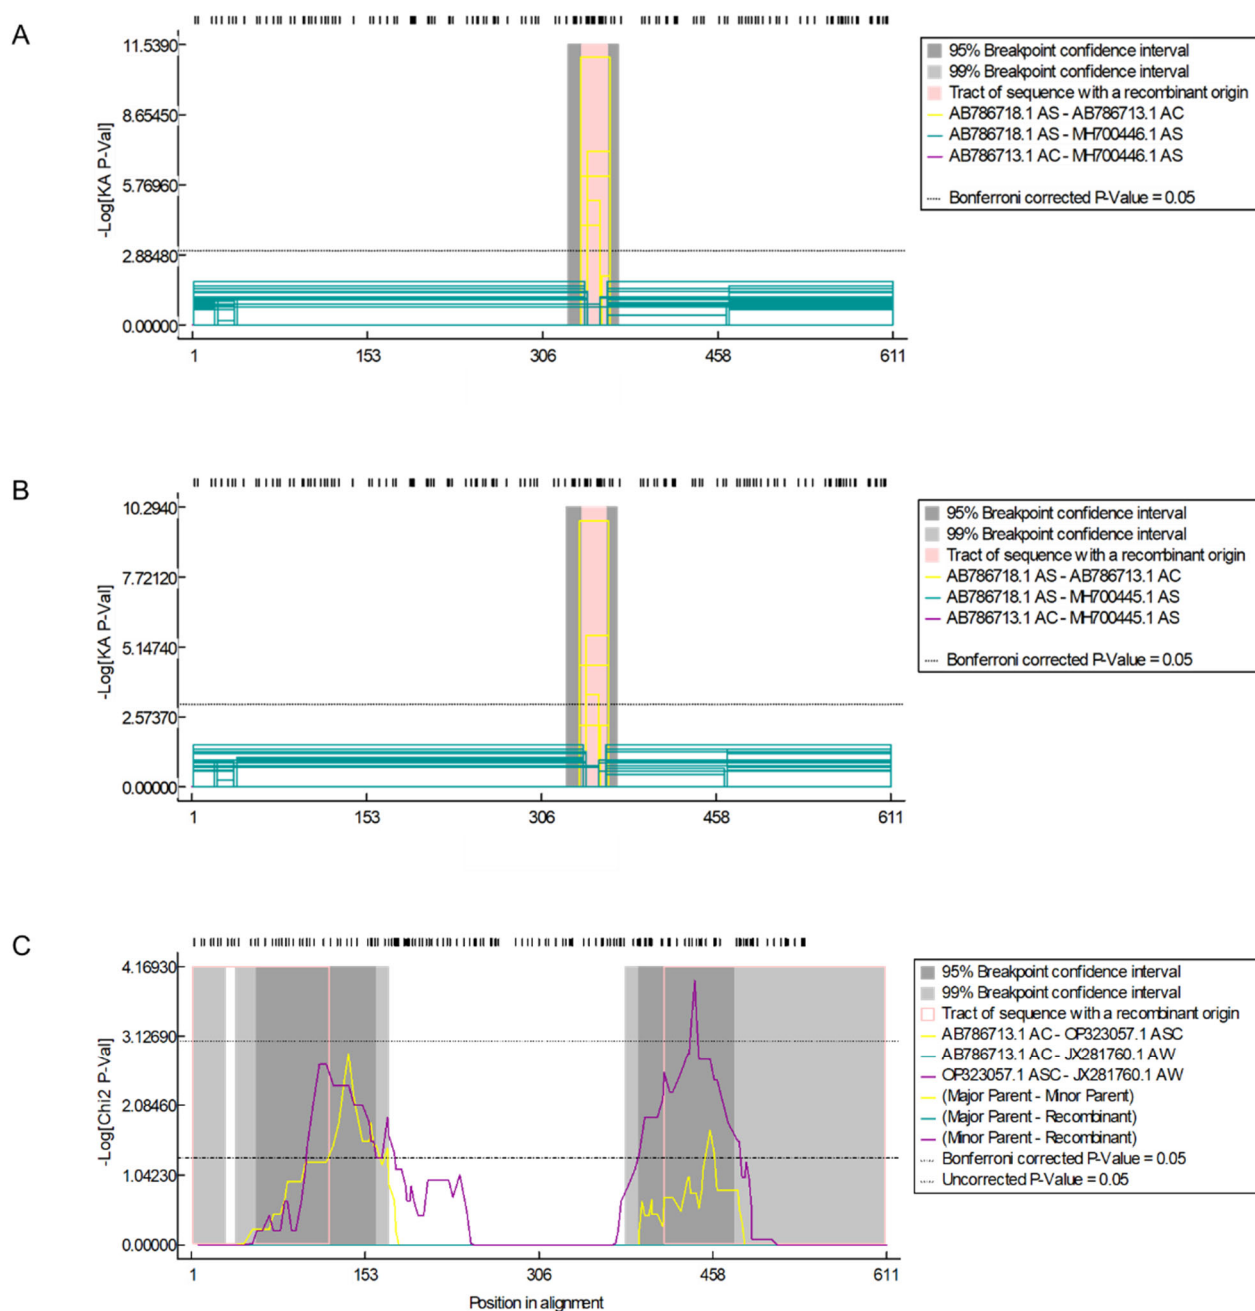 A
11.5390
8.65450
5.76960
2.88480
0.00000
-Log[KA P-Val]
1 153 306 458 611
95% Breakpoint confidence interval
99% Breakpoint confidence interval
Tract of sequence with a recombinant origin
AB786718.1 AS - AB786713.1 AC
AB786718.1 AS - MH700446.1 AS
AB786713.1 AC - MH700446.1 AS
Bonferroni corrected P-Value = 0.05
B
10.2940
7.72120
5.14740
2.57370
0.00000
-Log[KA P-Val]
1 153 306 458 611
95% Breakpoint confidence interval
99% Breakpoint confidence interval
Tract of sequence with a recombinant origin
AB786718.1 AS - AB786713.1 AC
AB786718.1 AS - MH700445.1 AS
AB786713.1 AC - MH700445.1 AS
Bonferroni corrected P-Value = 0.05
C
4.16930
3.12690
2.08460
1.04230
0.00000
-Log[Chi2 P-Val]
1 153 306 458 611
Position in alignment
95% Breakpoint confidence interval
99% Breakpoint confidence interval
Tract of sequence with a recombinant origin
AB786713.1 AC - OP323057.1 ASC
AB786713.1 AC - JX281760.1 AW
OP323057.1 ASC - JX281760.1 AW
(Major Parent - Minor Parent)
(Major Parent - Recombinant)
(Minor Parent - Recombinant)
Bonferroni corrected P-Value = 0.05
Uncorrected P-Value = 0.05